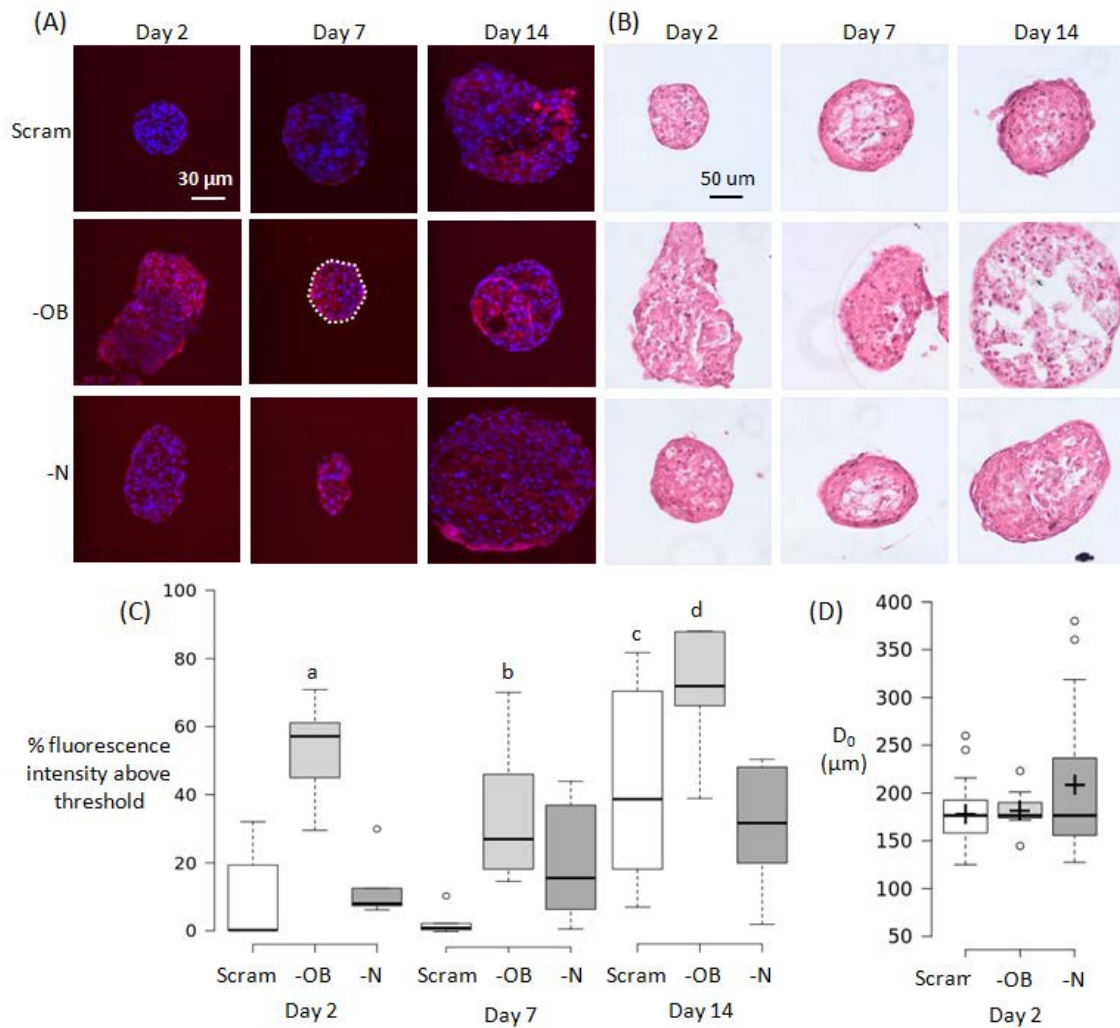 (A) (B)
Day 2 Day 7 Day 14 Day 2 Day 7 Day 14
Scram
30 μm 50 um
-OB
-N
(C) (D)
% fluorescence
intensity above
threshold
100
80
60
40
20
0
a b c d
Scram -OB -N Scram -OB -N Scram -OB -N
Day 2 Day 7 Day 14
D0
(μm)
400
350
300
250
200
150
100
50
Scram -OB -N
Day 2